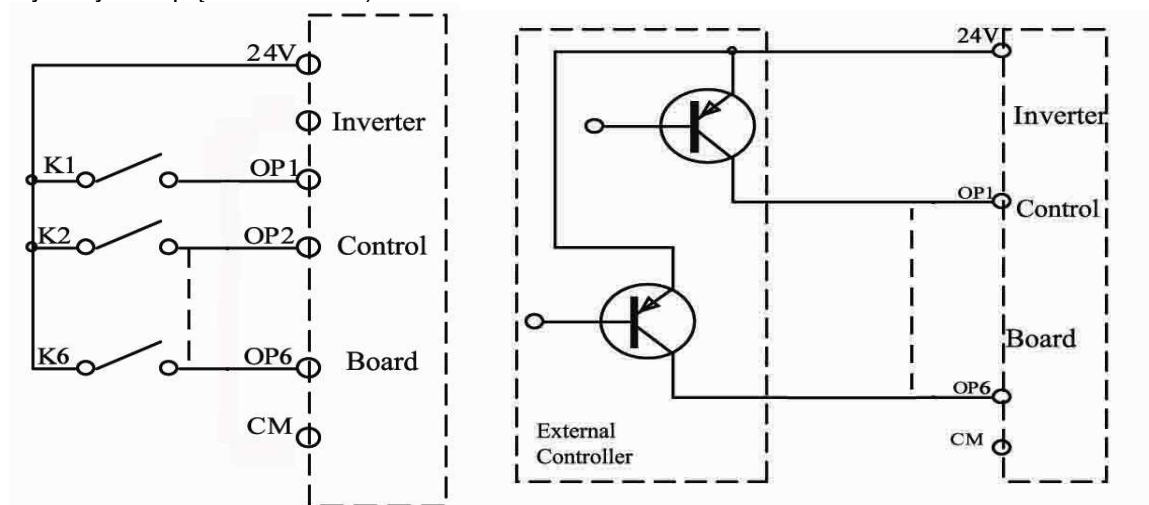 24V
Inverter
K1
OP1
K2
OP2
Control
K6
OP6
Board
CM
24V
Inverter
OP1
Control
Board
OP6
External
Controller
CM